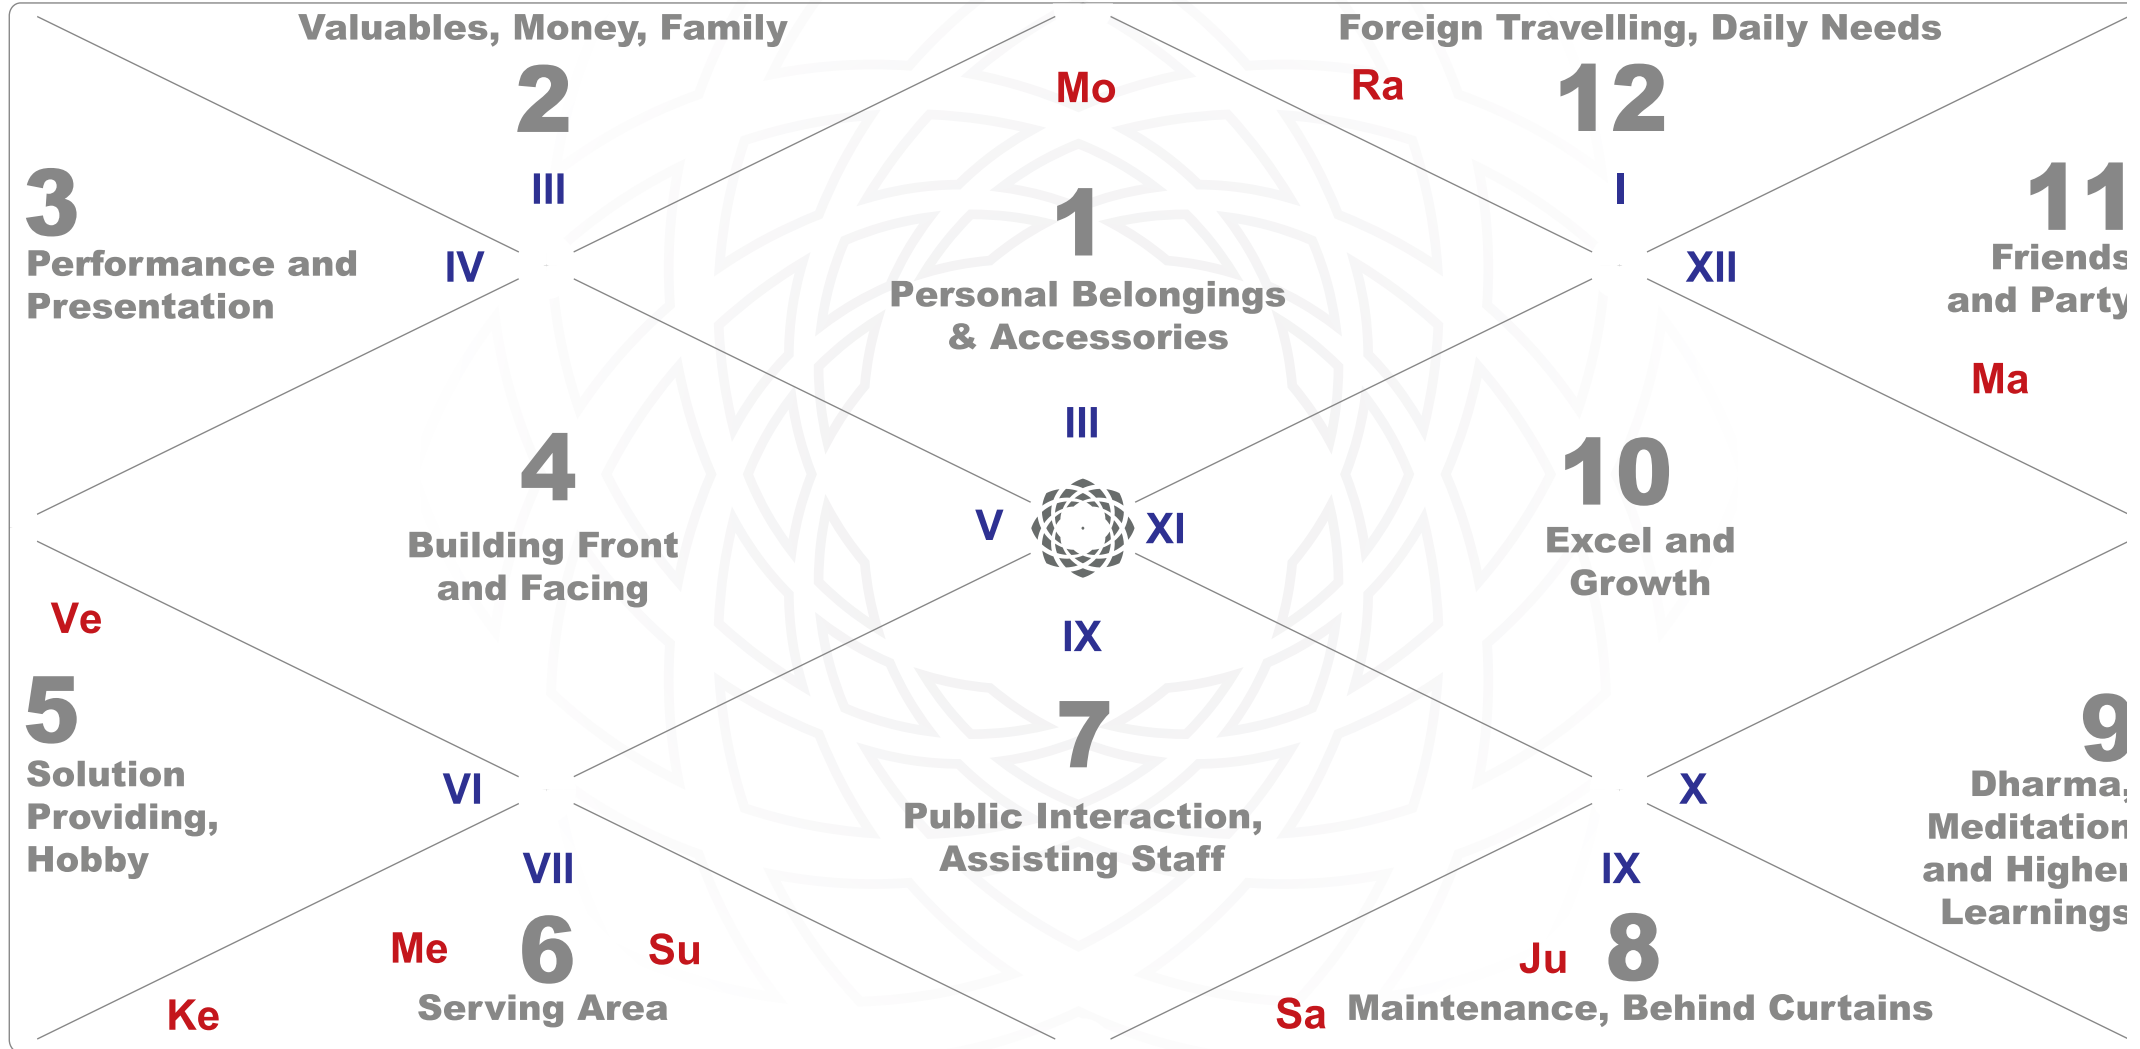 Valuables, Money, Family
Foreign Travelling, Daily Needs
2
Mo
Ra
12
III
I
3
Performance and
Presentation
IV
1
Personal Belongings
& Accessories
III
XII
11
Friends
and Party
Ma
4
Building Front
and Facing
V
XI
10
Excel and
Growth
Ve
5
Solution
Providing,
Hobby
VI
IX
7
Public Interaction,
Assisting Staff
X
9
Dharma,
Meditation
and Higher
Learnings
VII
Me
6
Su
Serving Area
Ke
IX
Ju
8
Sa
Maintenance, Behind Curtains